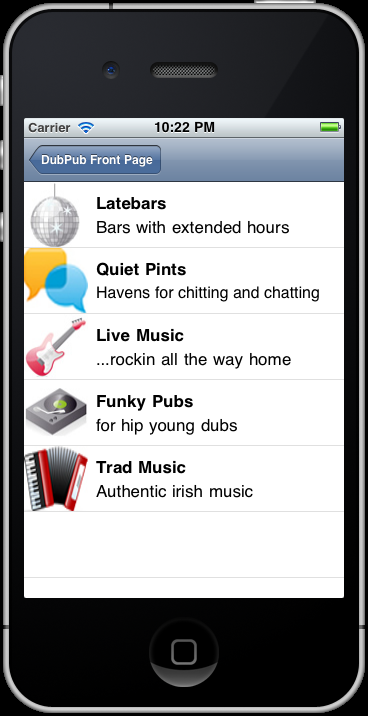 Carrier 10:22 PM
DubPub Front Page
Latebars
Bars with extended hours
Quiet Pints
Havens for chitting and chatting
Live Music
...rockin all the way home
Funky Pubs
for hip young dubs
Trad Music
Authentic irish music